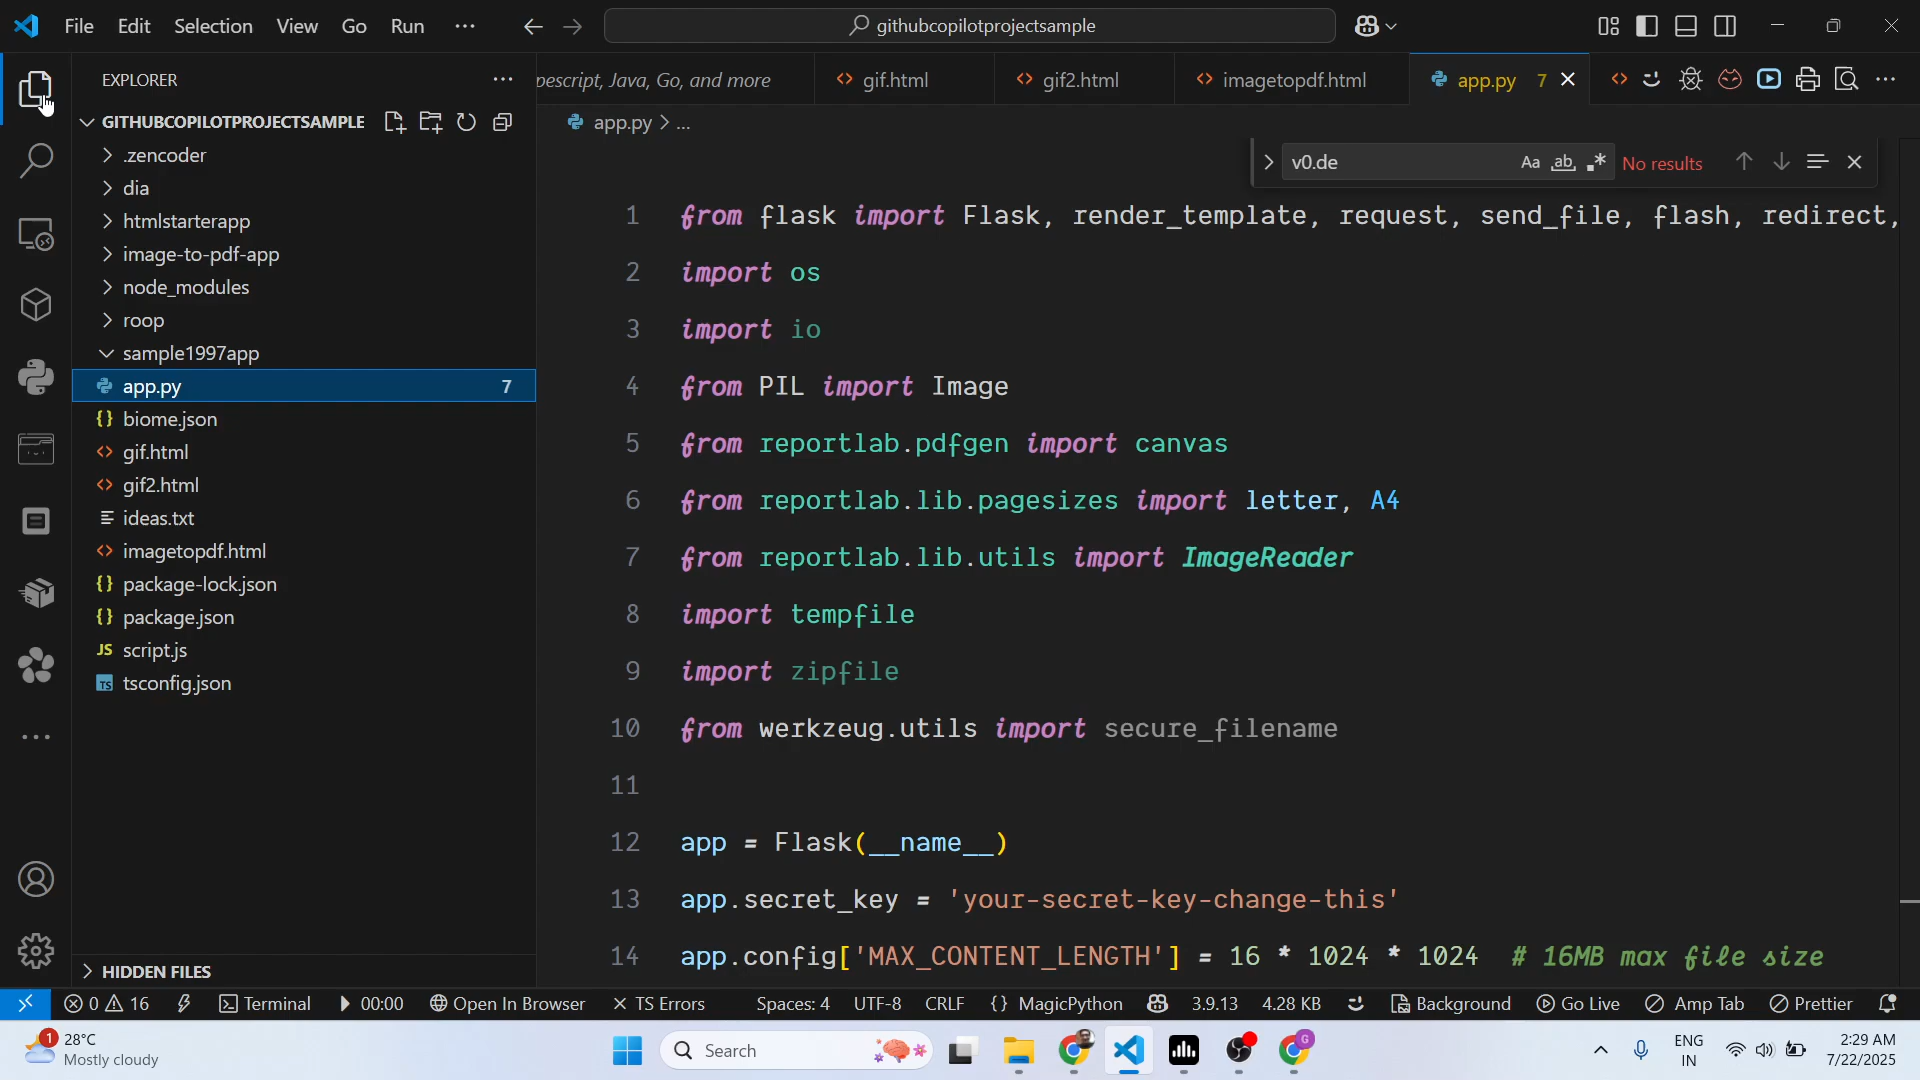 File Edit Selection View Go Run ...
githubcopilotprojectsample
EXPLORER
GITHUBCOPILOTPROJECTSAMPLE
.zencoder
dia
htmlstarterapp
image-to-pdf-app
node_modules
roop
sample1997app
app.py 7
biome.json
gif.html
gif2.html
ideas.txt
imagetopdf.html
package-lock.json
package.json
script.js
tsconfig.json
HIDDEN FILES
pescript, Java, Go, and more gif.html gif2.html imagetopdf.html app.py 7
app.py > ...
v0.de Aa ab No results
1 from flask import Flask, render_template, request, send_file, flash, redirect,
2 import os
3 import io
4 from PIL import Image
5 from reportlab.pdfgen import canvas
6 from reportlab.lib.pagesizes import letter, A4
7 from reportlab.lib.utils import ImageReader
8 import tempfile
9 import zipfile
10 from werkzeug.utils import secure_filename
11
12 app = Flask(__name__)
13 app.secret_key = 'your-secret-key-change-this'
14 app.config['MAX_CONTENT_LENGTH'] = 16 * 1024 * 1024 # 16MB max file size
0 16 Terminal 00:00 Open In Browser TS Errors Spaces: 4 UTF-8 CRLF {} MagicPython 3.9.13 4.28 KB Background Go Live Amp Tab Prettier
1 28°C
Mostly cloudy
Search
G
ENG
IN
2:29 AM
7/22/2025